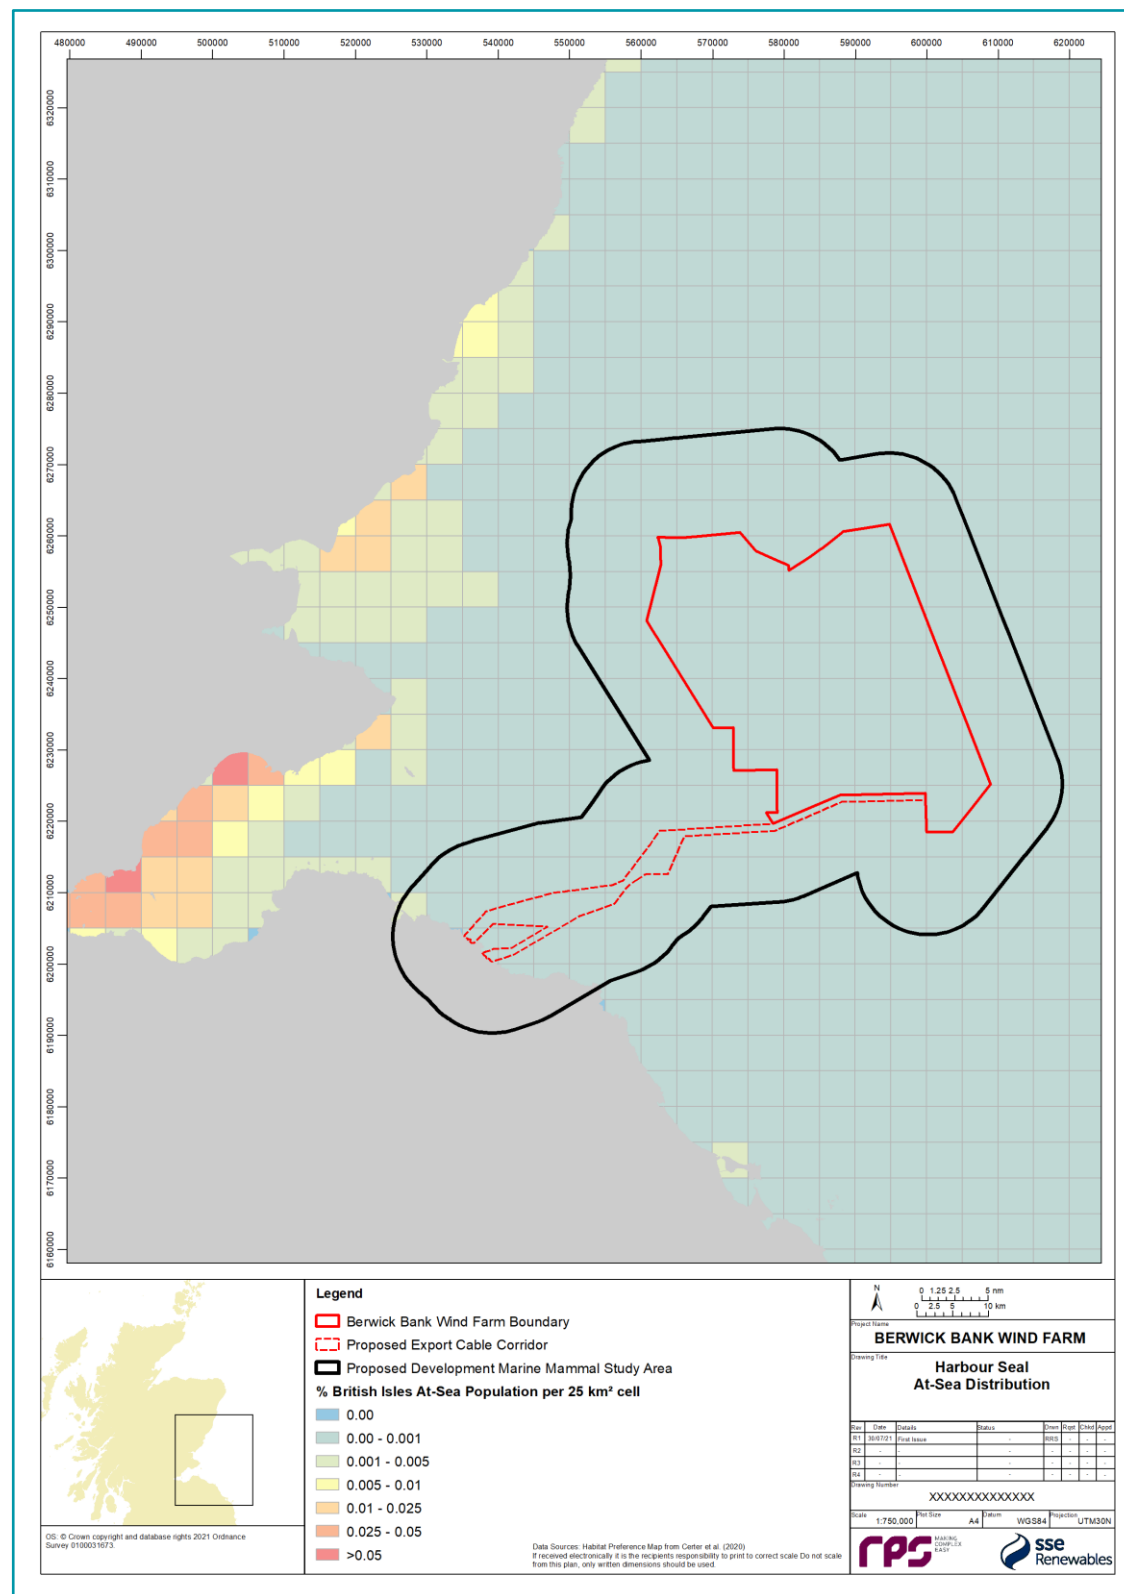 480000 490000 500000 510000 520000 530000 540000 550000 560000 570000 580000 590000 600000 610000 620000
6320000
6310000
6300000
6290000
6280000
6270000
6260000
6250000
6240000
6230000
6220000
6210000
6200000
6190000
6180000
6170000
6160000
OS: © Crown copyright and database rights 2021 Ordnance
Survey 0100031673.
Legend
Berwick Bank Wind Farm Boundary
Proposed Export Cable Corridor
Proposed Development Marine Mammal Study Area
% British Isles At-Sea Population per 25 km² cell
0.00
0.00 - 0.001
0.001 - 0.005
0.005 - 0.01
0.01 - 0.025
0.025 - 0.05
>0.05
Data Sources: Habitat Preference Map from Certer et al. (2020)
If received electronically it is the recipients responsibility to print to correct scale Do not scale
from this plan, only written dimensions should be used.
N
0 1.25 2.5 5 nm
0 2.5 5 10 km
Project Name
BERWICK BANK WIND FARM
Drawing Title
Harbour Seal
At-Sea Distribution
Rev Date Details Status Drwn Rqst Chkd Appd
R1 30/07/21 First Issue - RRS - - -
R2 - - - - - - -
R3 - - - - - - -
R4 - - - - - - -
Drawing Number
XXXXXXXXXXXXXX
Scale 1:750,000 Plot Size A4 Datum WGS84 Projection UTM30N
rps MAKING
COMPLEX
EASY
sse
Renewables